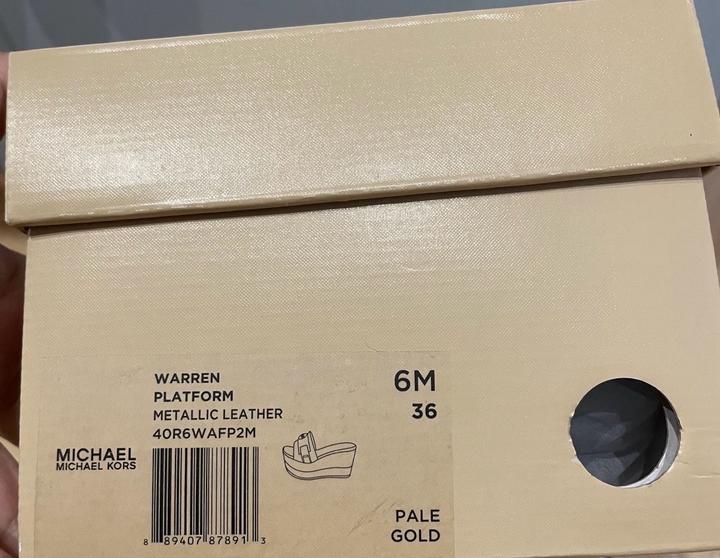 WARREN
PLATFORM
METALLIC LEATHER
40R6WAFP2M
6M
36
MICHAEL
MICHAEL KORS
8 89407 87891 3
PALE
GOLD